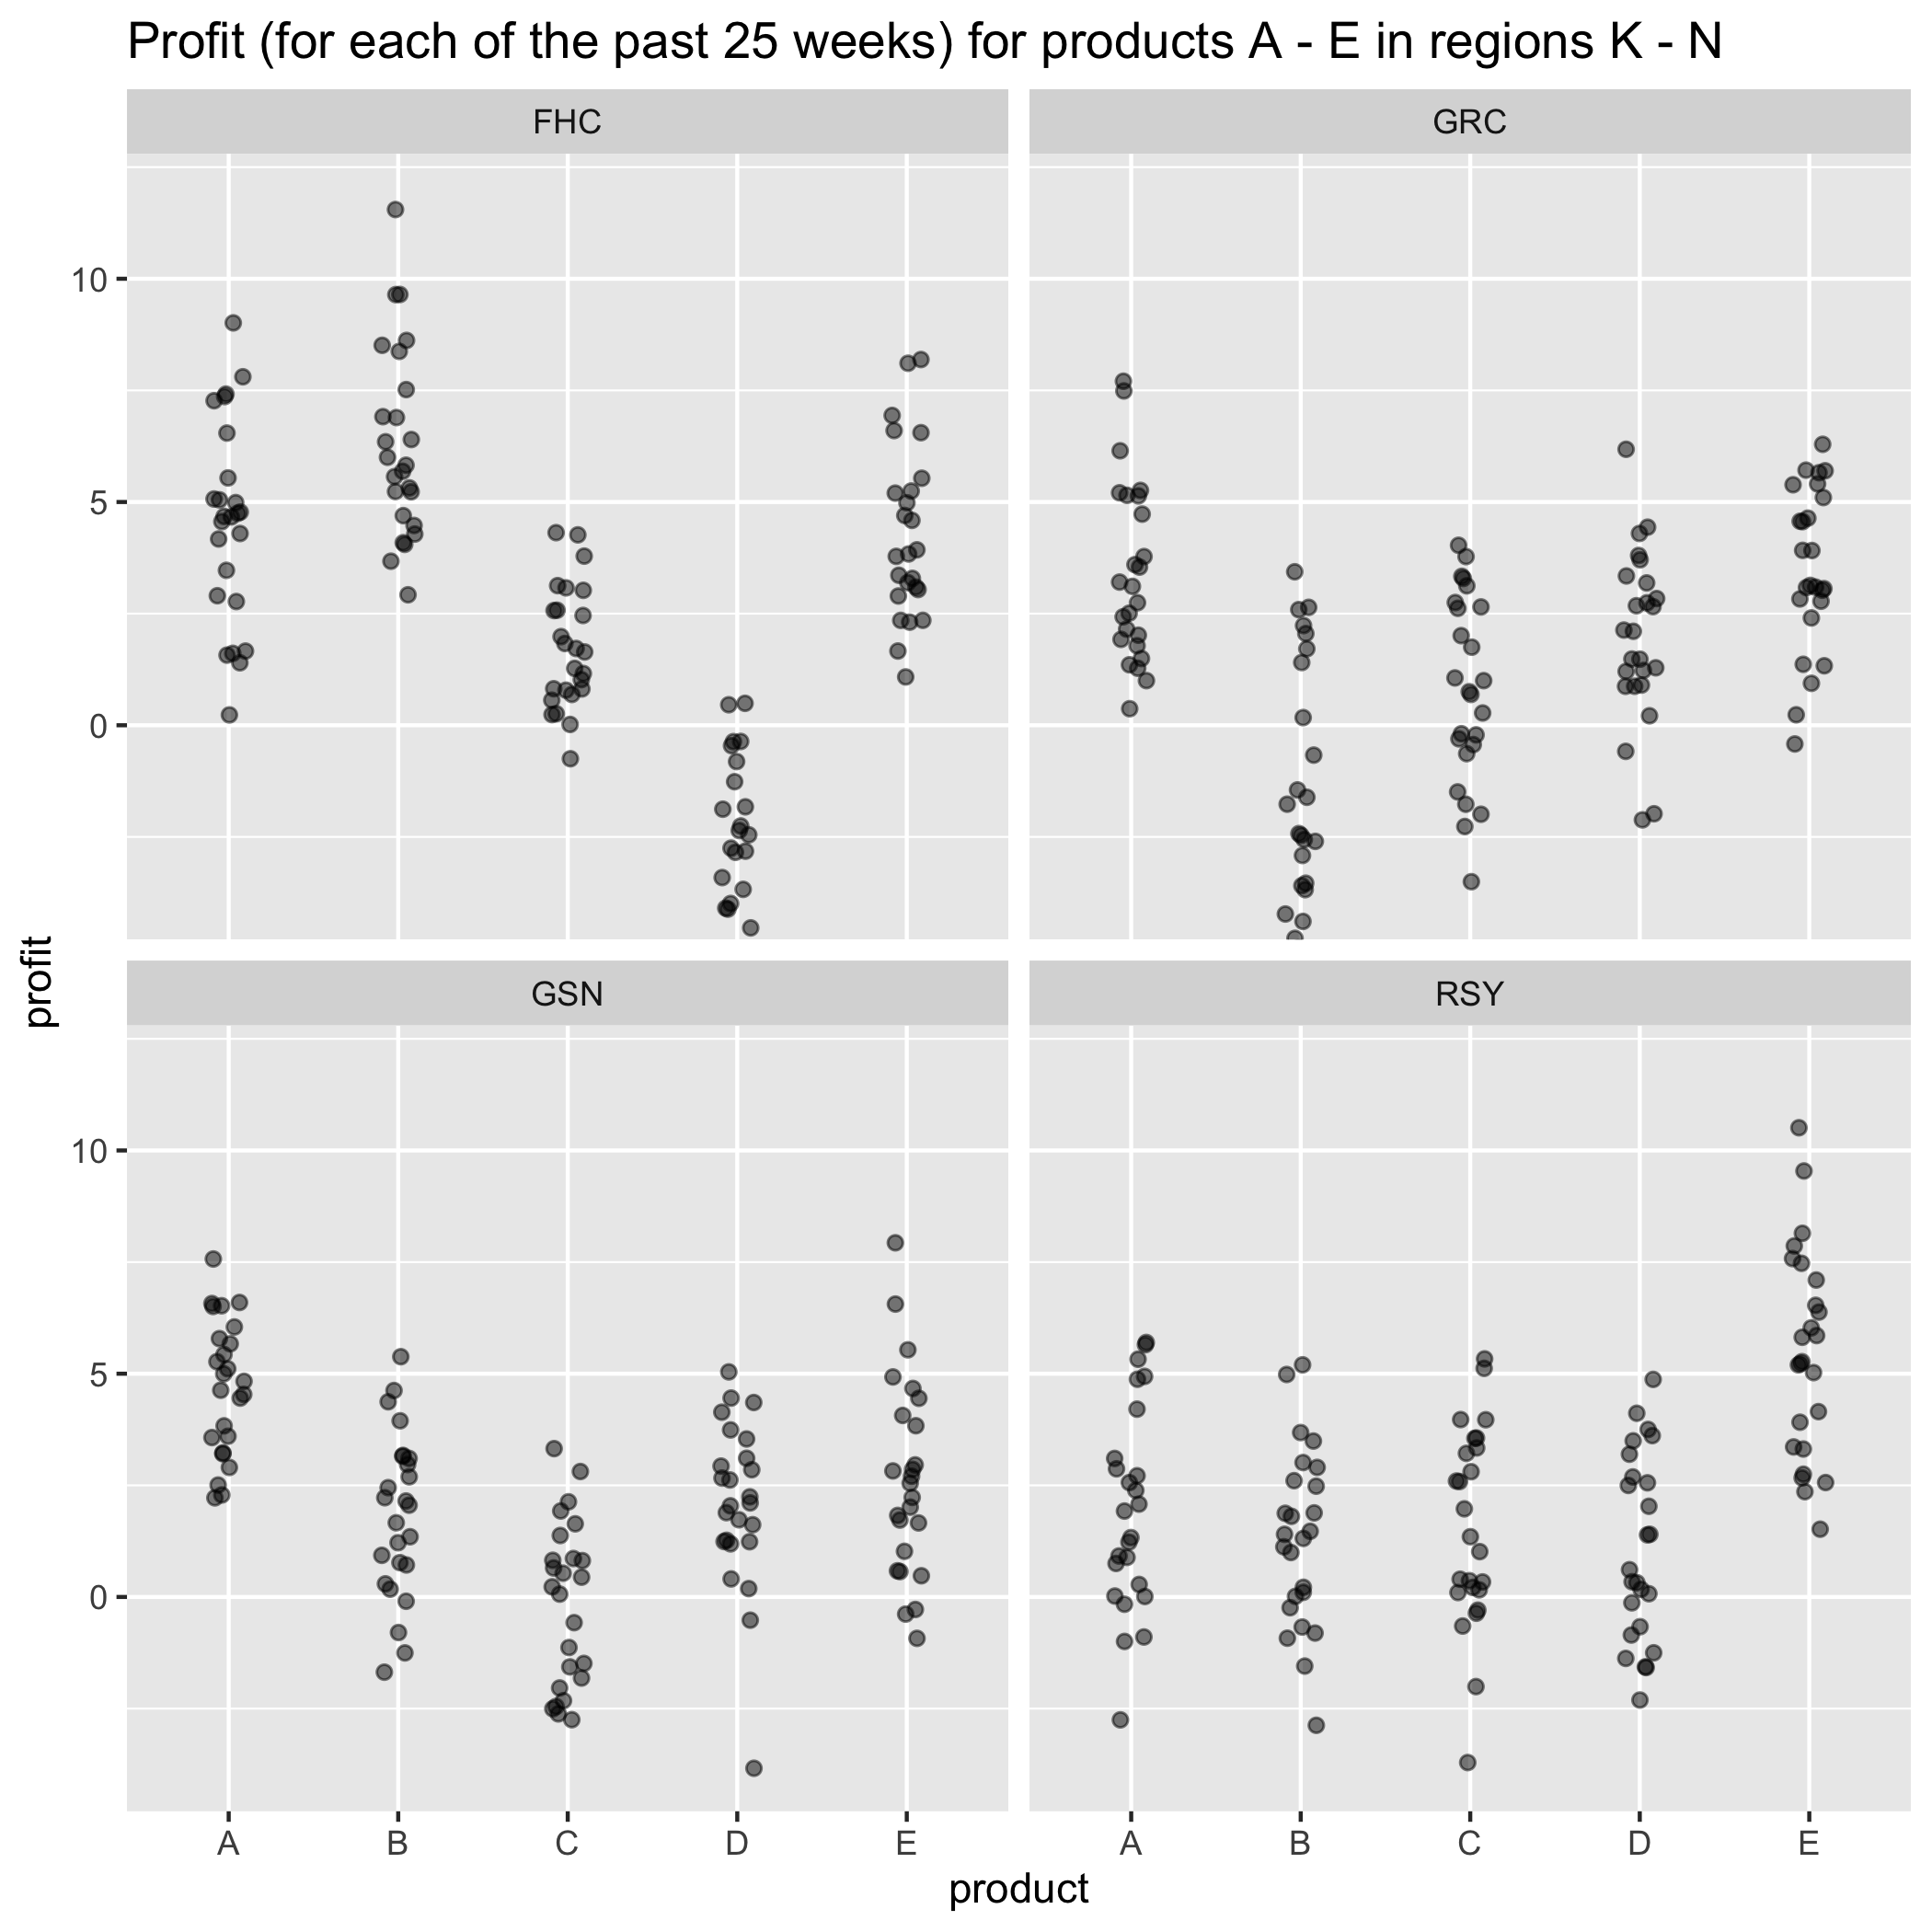 Profit (for each of the past 25 weeks) for products A - E in regions K - N
FHC
GRC
10
5
0
GSN
RSY
10
5
0
profit
A B C D E
A B C D E
product